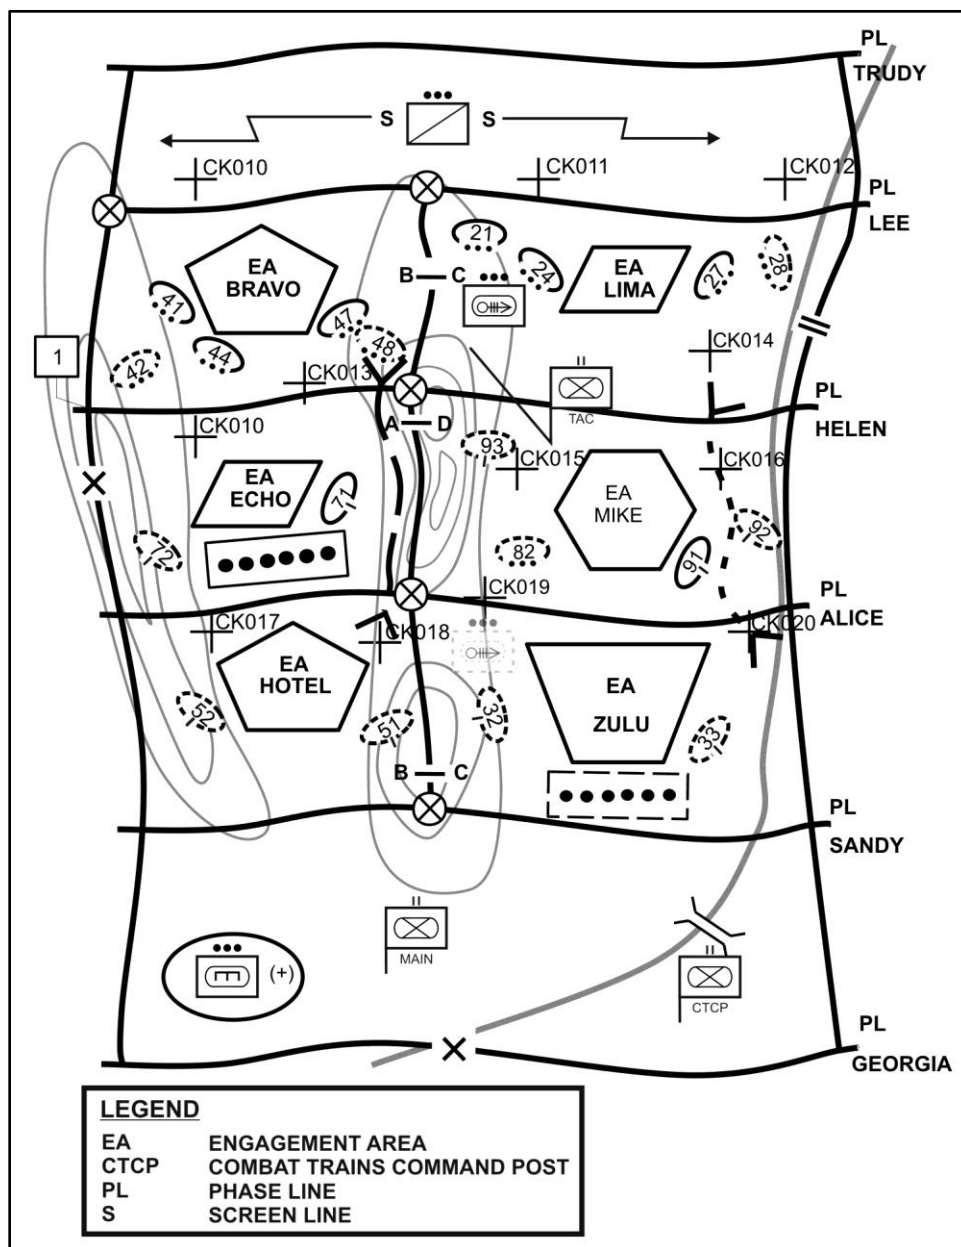 PL
TRUDY
S S
CK010 CK011 CK012
PL
LEE
EA
BRAVO
21
24
EA
LIMA
27
28
B C
41
47
48
44
42
1
CK013
CK014
TAC
PL
HELEN
CK010
A D
93
CK015
CK016
EA
ECHO
71
EA
MIKE
72
82
91
92
CK019
PL
ALICE
CK017
CK018
CK020
EA
HOTEL
EA
ZULU
52
51
32
33
B C
PL
SANDY
MAIN
(+)
CTCP
PL
GEORGIA
LEGEND
EA ENGAGEMENT AREA
CTCP COMBAT TRAINS COMMAND POST
PL PHASE LINE
S SCREEN LINE